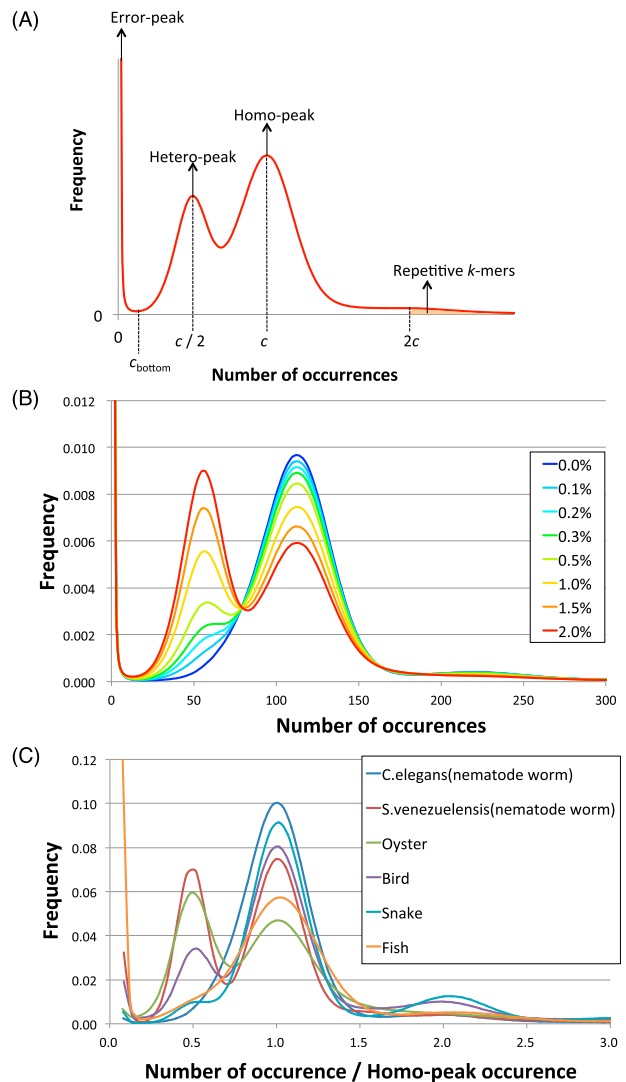 (A)
Error-peak
Homo-peak
Hetero-peak
Repetitive k-mers
Frequency
0
0
c_bottom
c / 2
c
2c
Number of occurrences
(B)
0.012
0.010
0.008
0.006
0.004
0.002
0.000
Frequency
0.0%
0.1%
0.2%
0.3%
0.5%
1.0%
1.5%
2.0%
0 50 100 150 200 250 300
Number of occurences
(C)
0.12
0.10
0.08
0.06
0.04
0.02
0.00
Frequency
C.elegans(nematode worm)
S.venezuelensis(nematode worm)
Oyster
Bird
Snake
Fish
0.0 0.5 1.0 1.5 2.0 2.5 3.0
Number of occurence / Homo-peak occurence